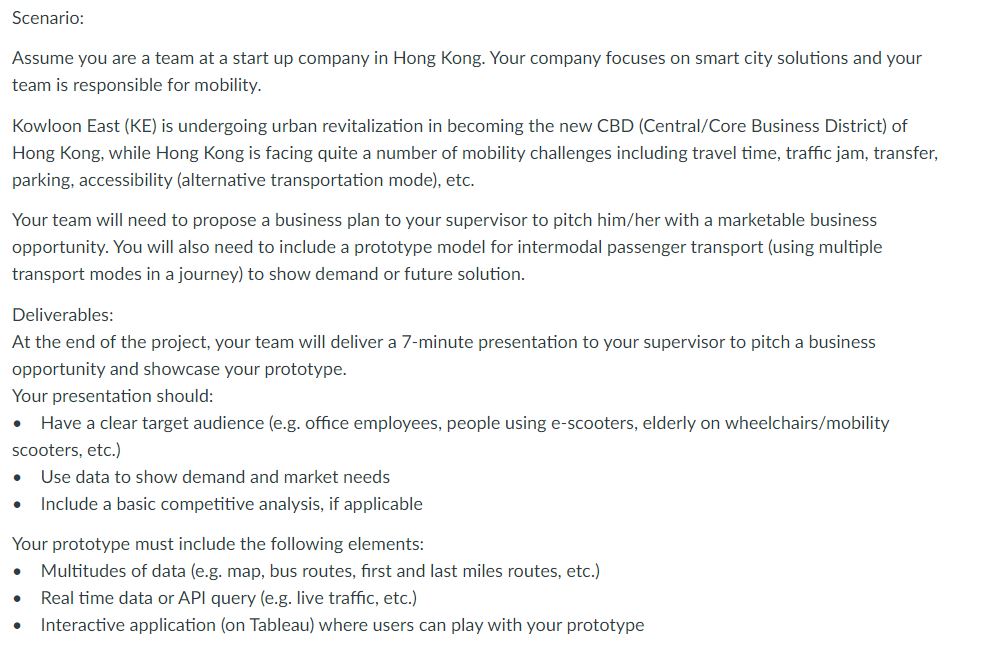 Scenario:
Assume you are a team at a start up company in Hong Kong. Your company focuses on smart city solutions and your
team is responsible for mobility.
Kowloon East (KE) is undergoing urban revitalization in becoming the new CBD (Central/Core Business District) of
Hong Kong, while Hong Kong is facing quite a number of mobility challenges including travel time, traffic jam, transfer,
parking, accessibility (alternative transportation mode), etc.
Your team will need to propose a business plan to your supervisor to pitch him/her with a marketable business
opportunity. You will also need to include a prototype model for intermodal passenger transport (using multiple
transport modes in a journey) to show demand or future solution.
Deliverables:
At the end of the project, your team will deliver a 7-minute presentation to your supervisor to pitch a business
opportunity and showcase your prototype.
Your presentation should:
• Have a clear target audience (e.g. office employees, people using e-scooters, elderly on wheelchairs/mobility
scooters, etc.)
• Use data to show demand and market needs
• Include a basic competitive analysis, if applicable
Your prototype must include the following elements:
• Multitudes of data (e.g. map, bus routes, first and last miles routes, etc.)
• Real time data or API query (e.g. live traffic, etc.)
• Interactive application (on Tableau) where users can play with your prototype